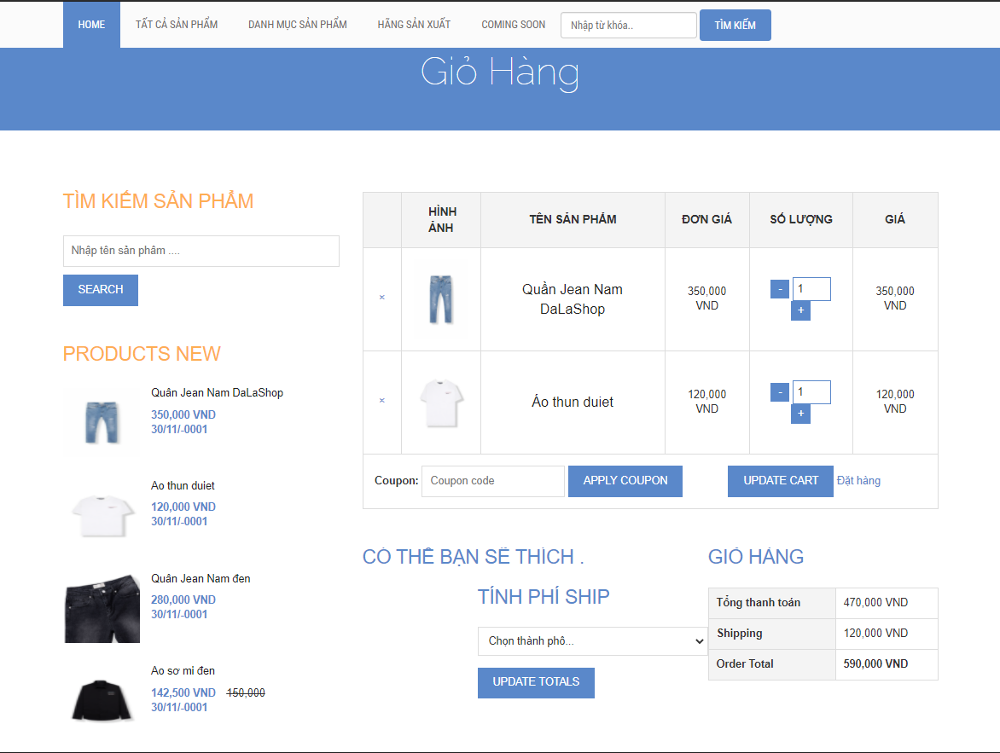 HOME TẤT CẢ SẢN PHẨM DANH MỤC SẢN PHẨM HÃNG SẢN XUẤT COMING SOON Nhập từ khóa.. TÌM KIẾM
Giỏ Hàng
TÌM KIẾM SẢN PHẨM
Nhập tên sản phẩm ....
SEARCH
PRODUCTS NEW
Quần Jean Nam DaLaShop
350,000 VND
30/11/-0001
Áo thun duiet
120,000 VND
30/11/-0001
Quần Jean Nam đen
280,000 VND
30/11/-0001
Áo sơ mi đen
142,500 VND 150,000
30/11/-0001
HÌNH
ẢNH
TÊN SẢN PHẨM
ĐƠN GIÁ
SỐ LƯỢNG
GIÁ
×
Quần Jean Nam
DaLaShop
350,000
VND
- 1
+
350,000
VND
×
Áo thun duiet
120,000
VND
- 1
+
120,000
VND
Coupon: Coupon code APPLY COUPON UPDATE CART Đặt hàng
CÓ THỂ BẠN SẼ THÍCH .
TÍNH PHÍ SHIP
Chọn thành phố...
UPDATE TOTALS
GIỎ HÀNG
Tổng thanh toán 470,000 VND
Shipping 120,000 VND
Order Total 590,000 VND